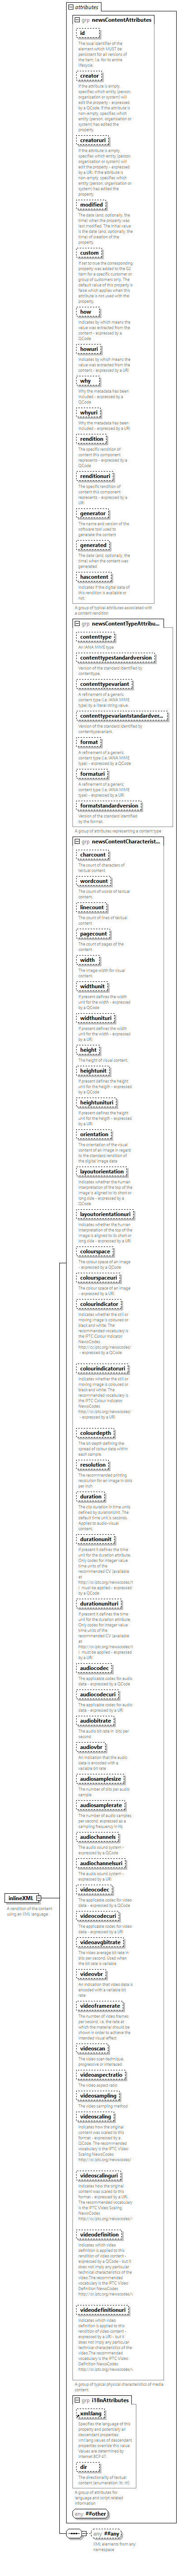 attributes
grp newsContentAttributes
id
The local identifier of the
element which MUST be
persistent for all versions of
the item, i.e. for its entire
lifecycle.
creator
If the attribute is empty,
specifies which entity (person,
organisation or system) will
edit the property - expressed
by a QCode. If the attribute is
non-empty, specifies which
entity (person, organisation or
system) has edited the
property.
creatoruri
If the attribute is empty,
specifies which entity (person,
organisation or system) will
edit the property - expressed
by a URI. If the attribute is
non-empty, specifies which
entity (person, organisation or
system) has edited the
property.
modified
The date (and, optionally, the
time) when the property was
last modified. The initial value
is the date (and, optionally, the
time) of creation of the
property.
custom
If set to true the corresponding
property was added to the G2
Item for a specific customer or
group of customers only. The
default value of this property is
false which applies when this
attribute is not used with the
property.
how
Indicates by which means the
value was extracted from the
content - expressed by a
QCode
howuri
Indicates by which means the
value was extracted from the
content - expressed by a URI
why
Why the metadata has been
included - expressed by a
QCode
whyuri
Why the metadata has been
included - expressed by a URI
rendition
The specific rendition of
content this component
represents - expressed by a
QCode
renditionuri
The specific rendition of
content this component
represents - expressed by a
URI
generator
The name and version of the
software tool used to
generate the content
generated
The date (and, optionally, the
time) when the content was
generated
hascontent
Indicates if the digital data of
this rendition is available or
not.
A group of typical attributes associated with
a content rendition
grp newsContentTypeAttribu...
contenttype
An IANA MIME type
contenttypestandardversion
Version of the standard identified by
contenttype.
contenttypevariant
A refinement of a generic
content type (i.e. IANA MIME
type) by a literal string value.
contenttypevariantstandardver...
Version of the standard identified by
contenttypevariant.
format
A refinement of a generic
content type (i.e. IANA MIME
type) - expressed by a QCode
formaturi
A refinement of a generic
content type (i.e. IANA MIME
type) - expressed by a URI
formatstandardversion
Version of the standard identified
by the format.
A group of attributes representing a content type
grp newsContentCharacterist...
charcount
The count of characters of
textual content.
wordcount
The count of words of textual
content.
linecount
The count of lines of textual
content
pagecount
The count of pages of the
content
width
The image width for visual
content.
widthunit
If present defines the width
unit for the width - expressed
by a QCode
widthunituri
If present defines the width
unit for the width - expressed
by a URI
height
The height of visual content.
heightunit
If present defines the height
unit for the heigth - expressed
by a QCode
heightunituri
If present defines the height
unit for the heigth - expressed
by a URI
orientation
The orientation of the visual
content of an image in regard
to the standard rendition of
the digital image data.
layoutorientation
Indicates whether the human
interpretation of the top of the
image is aligned to its short or
long side - expressed by a
QCode
layoutorientationuri
Indicates whether the human
interpretation of the top of the
image is aligned to its short or
long side - expressed by a URI
colourspace
The colour space of an image
- expressed by a QCode
colourspaceuri
The colour space of an image
- expressed by a URI
colourindicator
Indicates whether the still or
moving image is coloured or
black and white. The
recommended vocabulary is
the IPTC Colour Indicator
NewsCodes
http://cv.iptc.org/newscodes/
- expressed by a QCode
colourindicatoruri
Indicates whether the still or
moving image is coloured or
black and white. The
recommended vocabulary is
the IPTC Colour Indicator
NewsCodes
http://cv.iptc.org/newscodes/
- expressed by a URI
colourdepth
The bit depth defining the
spread of colour data within
each sample.
resolution
The recommended printing
resolution for an image in dots
per inch
duration
The clip duration in time units
defined by durationUnit. The
default time unit is seconds.
Applies to audio-visual
content.
durationunit
If present it defines the time
unit for the duration attribute.
Only codes for integer value
time units of the
recommended CV (available
at
http://cv.iptc.org/newscodes/t
) must be applied - expressed
by a QCode
durationunituri
If present it defines the time
unit for the duration attribute.
Only codes for integer value
time units of the
recommended CV (available
at
http://cv.iptc.org/newscodes/t
) must be applied - expressed
by a URI
audiocodec
The applicable codec for audio
data - expressed by a QCode
audiocodecuri
The applicable codec for audio
data - expressed by a URI
audiobitrate
The audio bit rate in bits per
second
audiovbr
An indication that the audio
data is encoded with a
variable bit rate
audiosamplesize
The number of bits per audio
sample
audiosamplerate
The number of audio samples
per second, expressed as a
sampling frequency in Hz
audiochannels
The audio sound system -
expressed by a QCode
audiochannelsuri
The audio sound system -
expressed by a URI
videocodec
The applicable codec for video
data - expressed by a QCode
videocodecuri
The applicable codec for video
data - expressed by a URI
videoavgbitrate
The video average bit rate in
bits per second. Used when
the bit rate is variable
videovbr
An indication that video data is
encoded with a variable bit
rate
videoframerate
The number of video frames
per second, i.e. the rate at
which the material should be
shown in order to achieve the
intended visual effect
videoscan
The video scan technique,
progressive or interlaced
videoaspectratio
The video aspect ratio
videosampling
The video sampling method
videoscaling
Indicates how the original
content was scaled to this
format - expressed by a
QCode. The recommended
vocabulary is the IPTC Video
Scaling NewsCodes
http://cv.iptc.org/newscodes/
videoscalinguri
Indicates how the original
content was scaled to this
format - expressed by a URI.
The recommended vocabulary
is the IPTC Video Scaling
NewsCodes
http://cv.iptc.org/newscodes/
videodefinition
Indicates which video
definition is applied to this
rendition of video content -
expressed by a QCode - but it
does not imply any particular
technical characteristics of the
video. The recommended
vocabulary is the IPTC Video
Definition NewsCodes
http://cv.iptc.org/newscodes/
videodefinitionuri
Indicates which video
definition is applied to this
rendition of video content -
expressed by a URI - but it
does not imply any particular
technical characteristics of the
video. The recommended
vocabulary is the IPTC Video
Definition NewsCodes
http://cv.iptc.org/newscodes/
A group of typical physical characteristics of media
content
grp i18nAttributes
xml:lang
Specifies the language of this
property and potentially all
descendant properties.
xml:lang values of descendant
properties override this value.
Values are determined by
Internet BCP 47.
dir
The directionality of textual
content (enumeration: ltr, rtl)
A group of attributes for
language and script related
information
any ##other
inlineXML
A rendition of the content
using an XML language
any ##any
XML elements from any
namespace